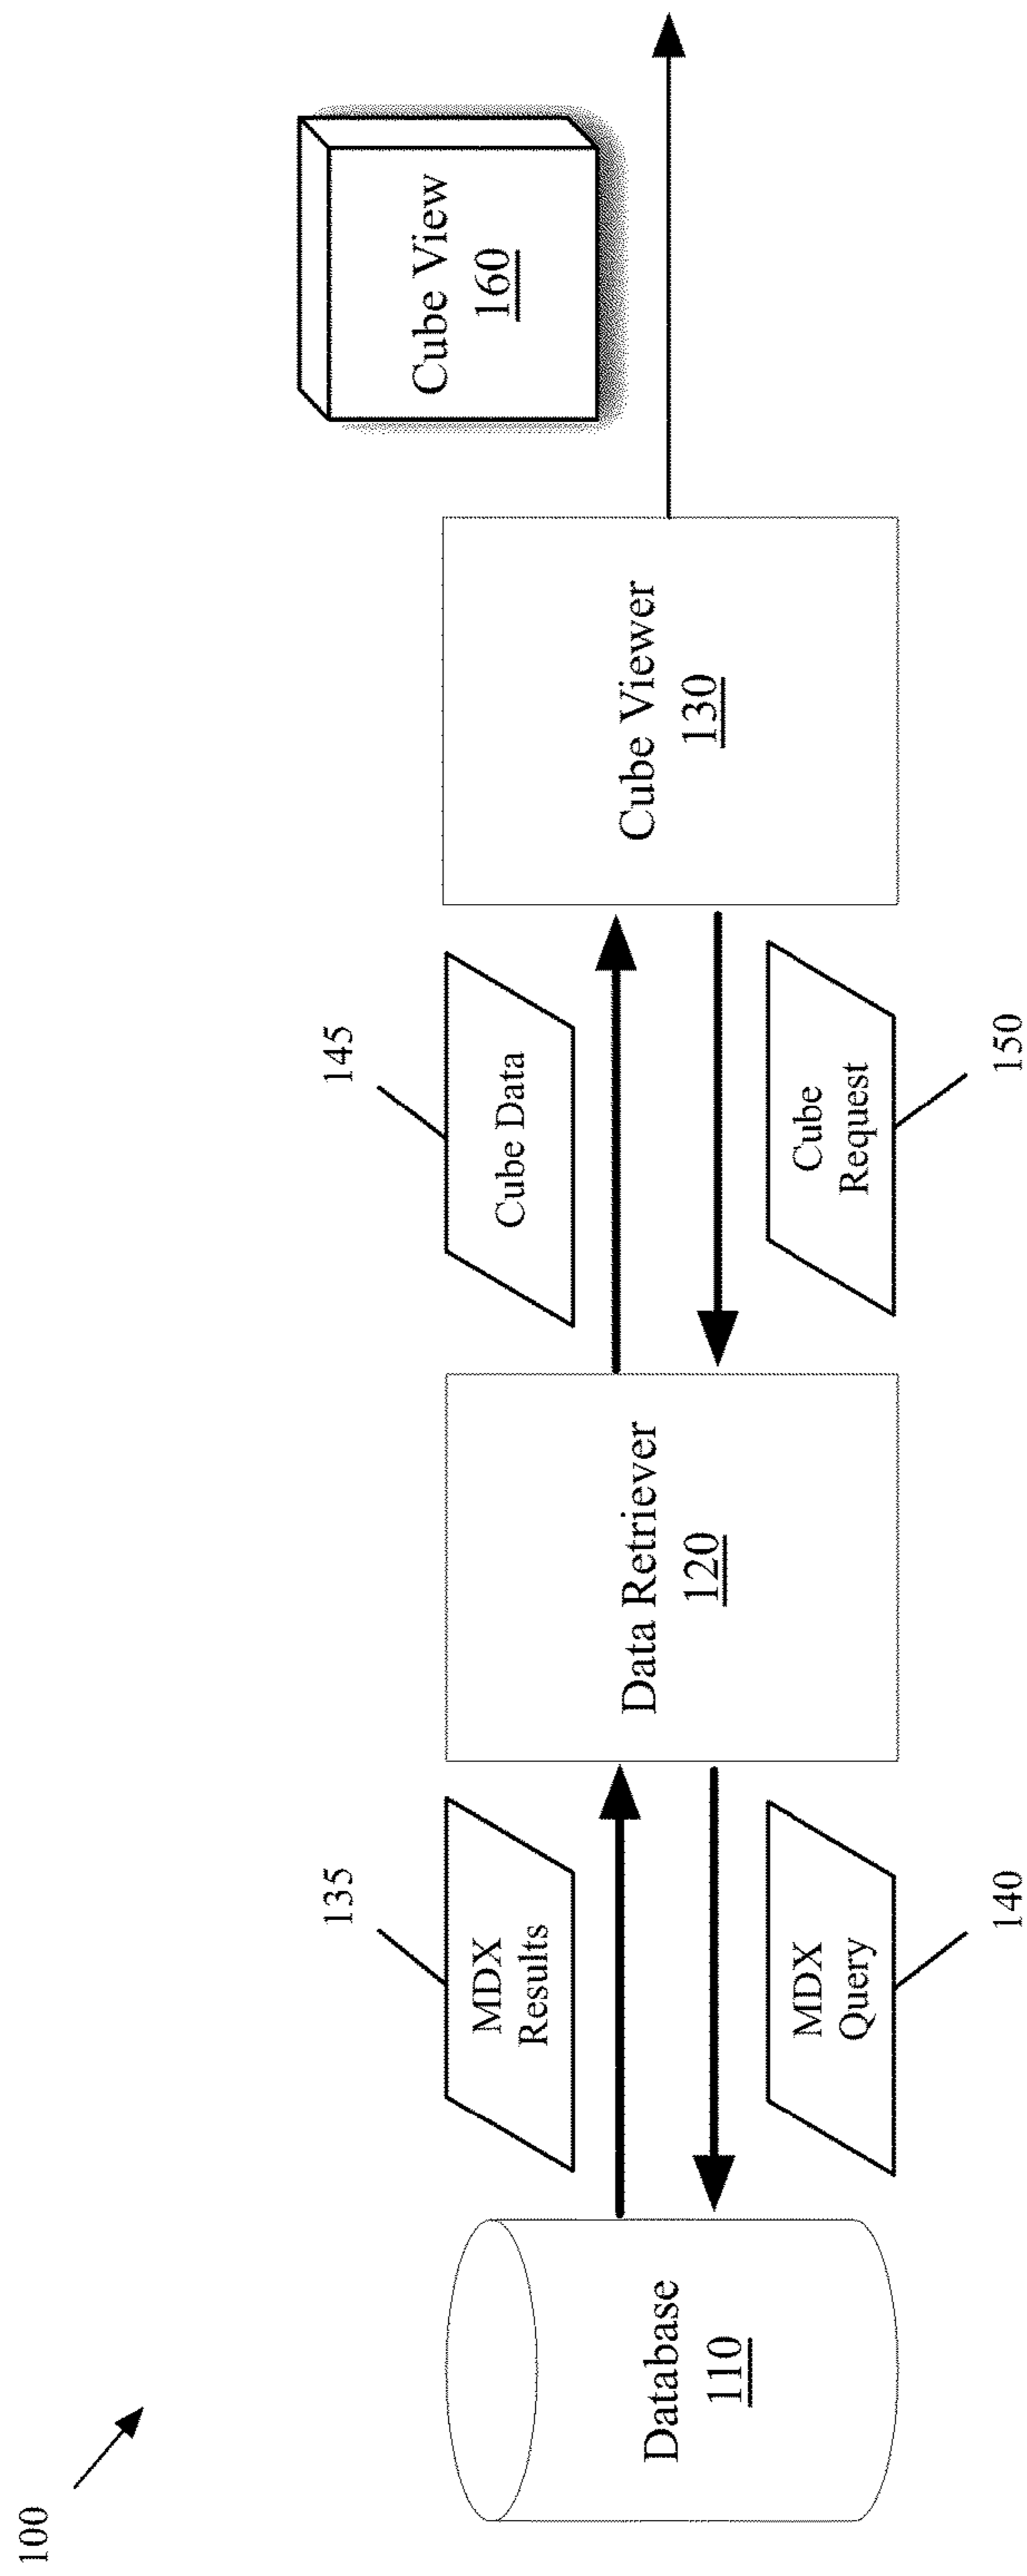 100
135
145
MDX
Results
Cube Data
Cube View
160
Database
110
Data Retriever
120
Cube Viewer
130
MDX
Query
Cube
Request
140
150